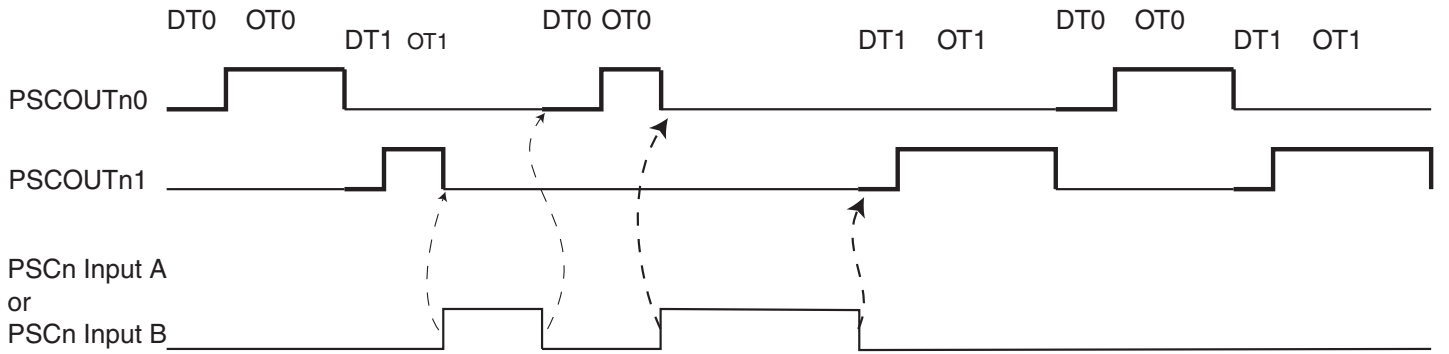 DT0 OT0 DT0 OT0 DT0 OT0
DT1 OT1 DT1 OT1 DT1 OT1
PSCOUTn0
PSCOUTn1
PSCn Input A
or
PSCn Input B